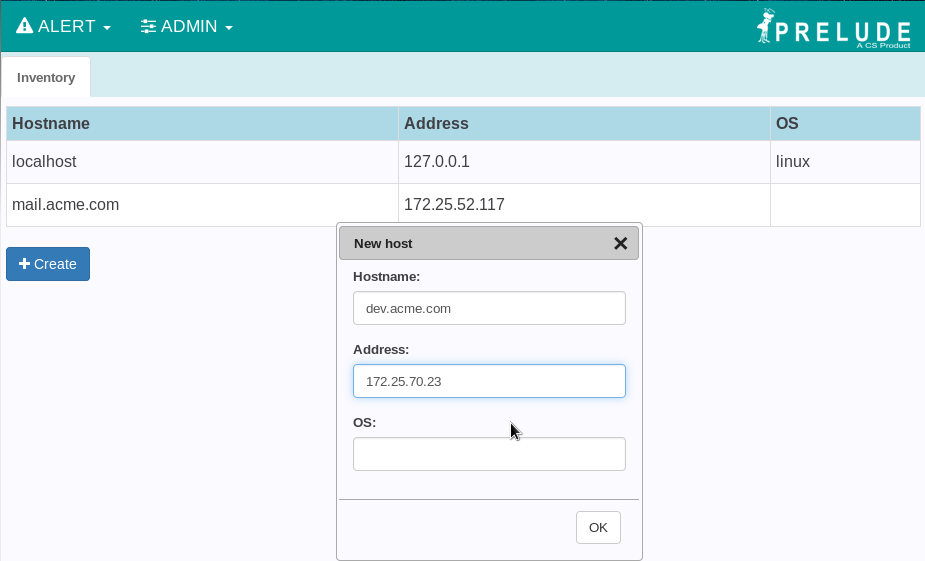 ALERT ADMIN PRELUDE
A CS Product
Inventory
Hostname Address OS
localhost 127.0.0.1 linux
mail.acme.com 172.25.52.117
New host
Create
Hostname:
dev.acme.com
Address:
172.25.70.23
OS:
OK